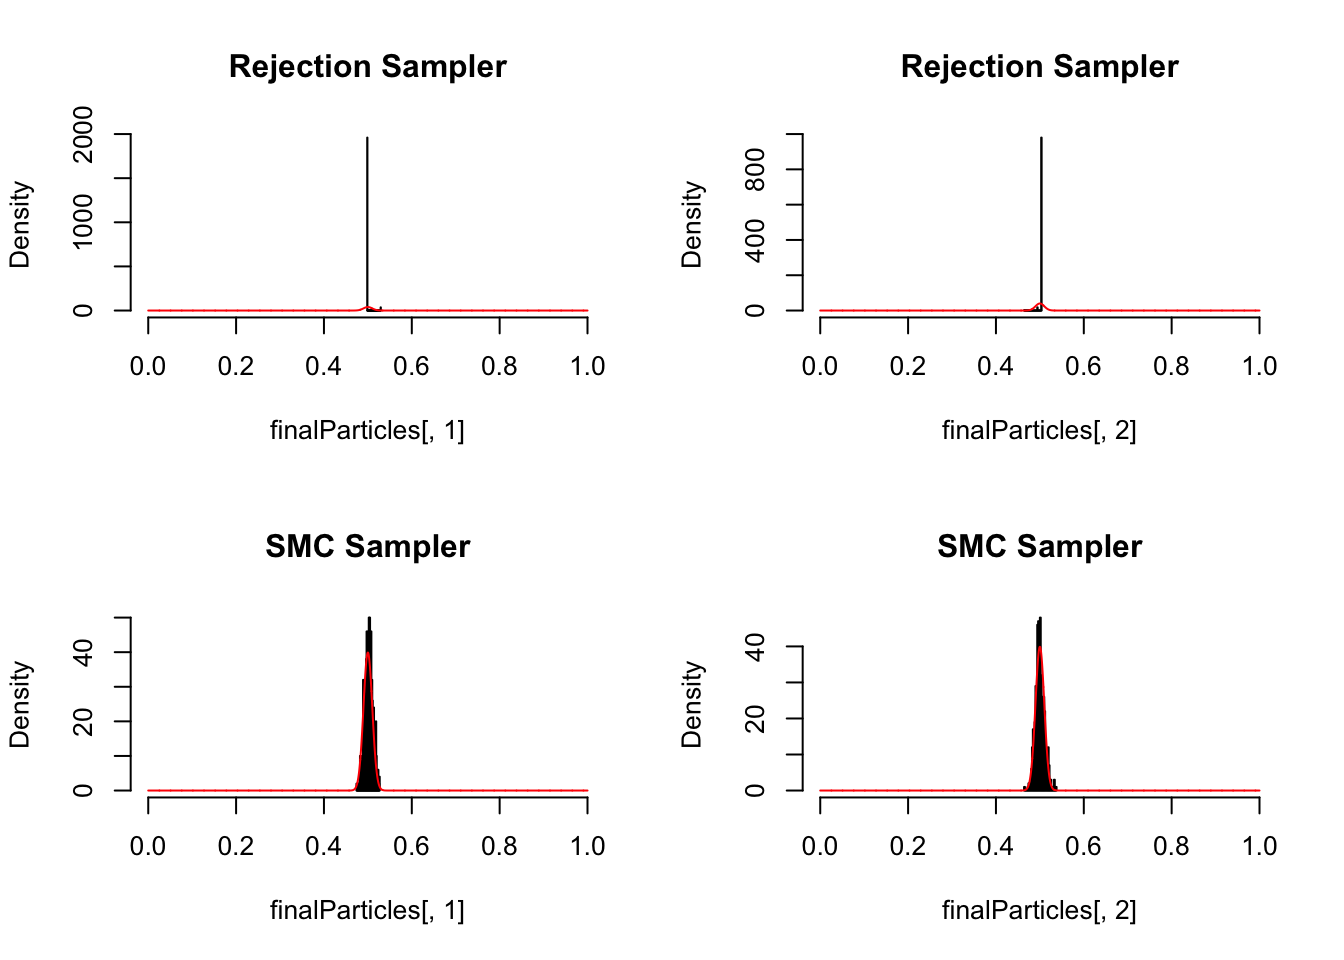 Rejection Sampler
Density
0 1000 2000
0.0 0.2 0.4 0.6 0.8 1.0
finalParticles[, 1]
Rejection Sampler
Density
0 400 800
0.0 0.2 0.4 0.6 0.8 1.0
finalParticles[, 2]
SMC Sampler
Density
0 20 40
0.0 0.2 0.4 0.6 0.8 1.0
finalParticles[, 1]
SMC Sampler
Density
0 20 40
0.0 0.2 0.4 0.6 0.8 1.0
finalParticles[, 2]